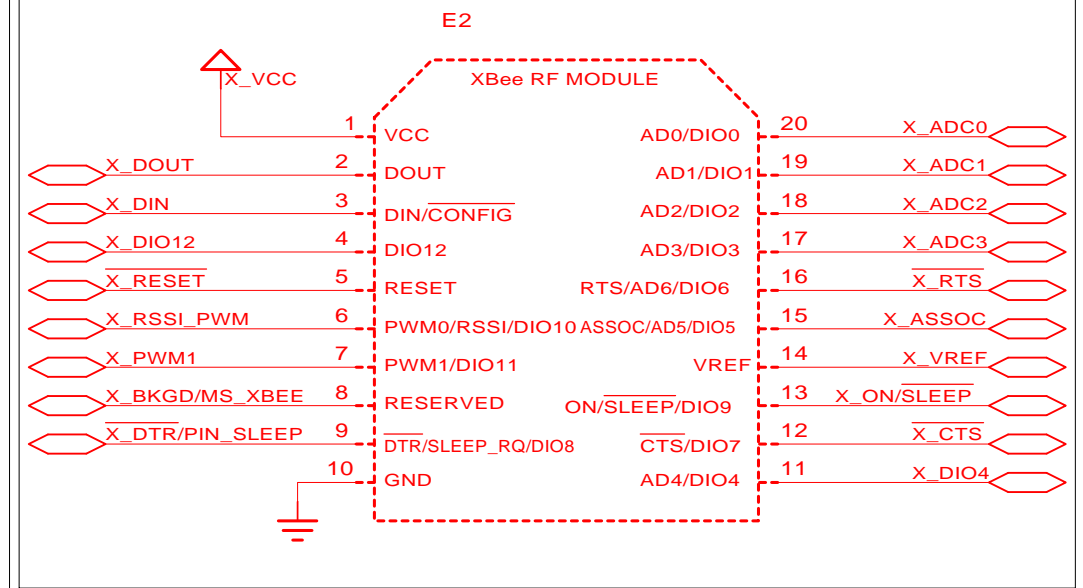 E2
XBee RF MODULE
X_VCC
1 VCC AD0/DIO0 20 X_ADC0
X_DOUT 2 DOUT AD1/DIO1 19 X_ADC1
X_DIN 3 DIN/CONFIG AD2/DIO2 18 X_ADC2
X_DIO12 4 DIO12 AD3/DIO3 17 X_ADC3
X_RESET 5 RESET RTS/AD6/DIO6 16 X_RTS
X_RSSI_PWM 6 PWM0/RSSI/DIO10 ASSOC/AD5/DIO5 15 X_ASSOC
X_PWM1 7 PWM1/DIO11 VREF 14 X_VREF
X_BKGD/MS_XBEE 8 RESERVED ON/SLEEP/DIO9 13 X_ON/SLEEP
X_DTR/PIN_SLEEP 9 DTR/SLEEP_RQ/DIO8 CTS/DIO7 12 X_CTS
10 GND AD4/DIO4 11 X_DIO4